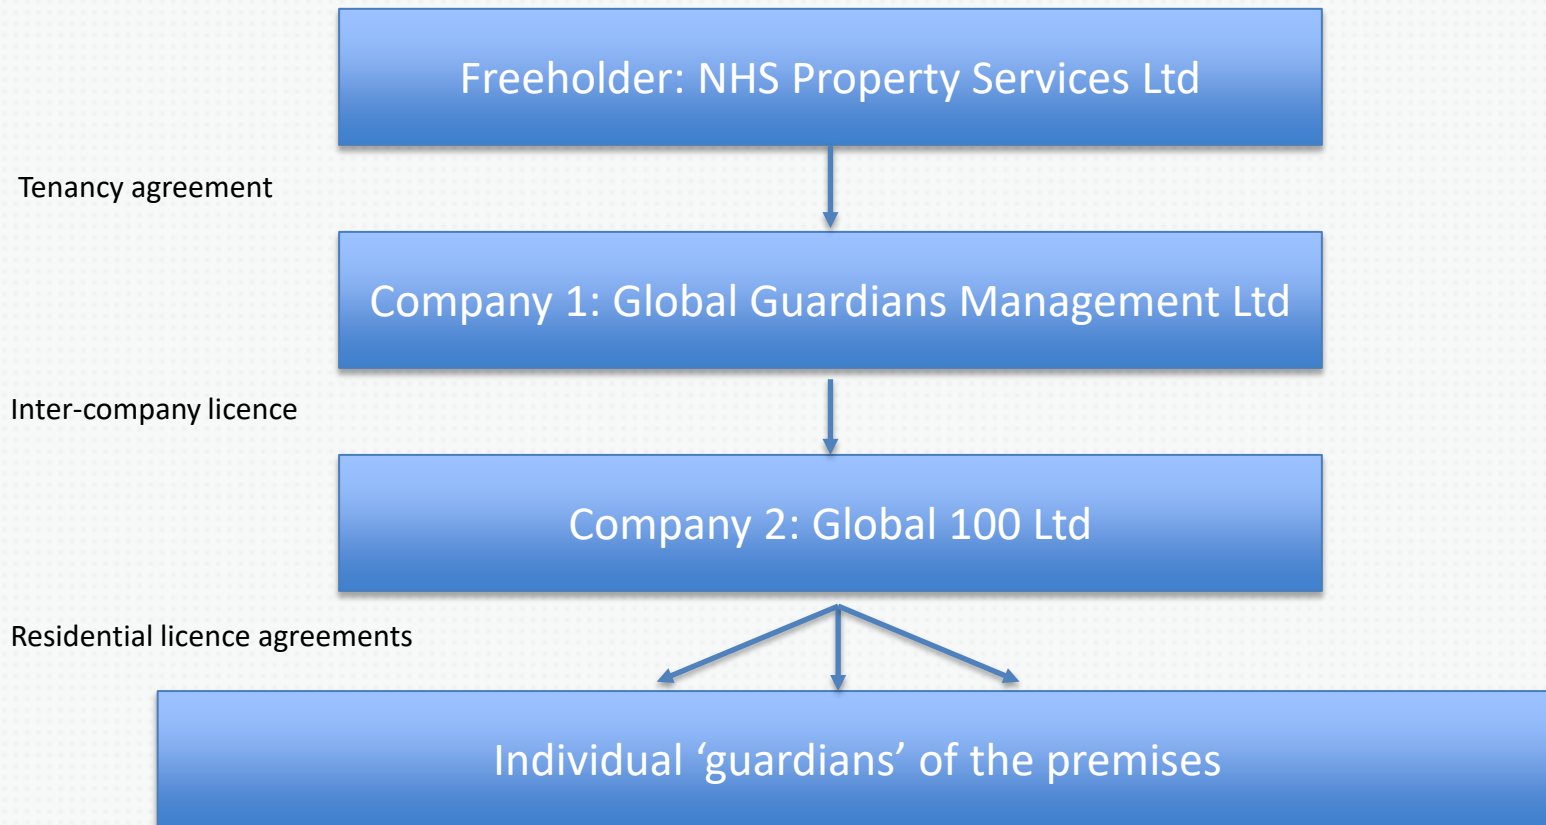 Freeholder: NHS Property Services Ltd
Tenancy agreement
Company 1: Global Guardians Management Ltd
Inter-company licence
Company 2: Global 100 Ltd
Residential licence agreements
Individual ‘guardians’ of the premises